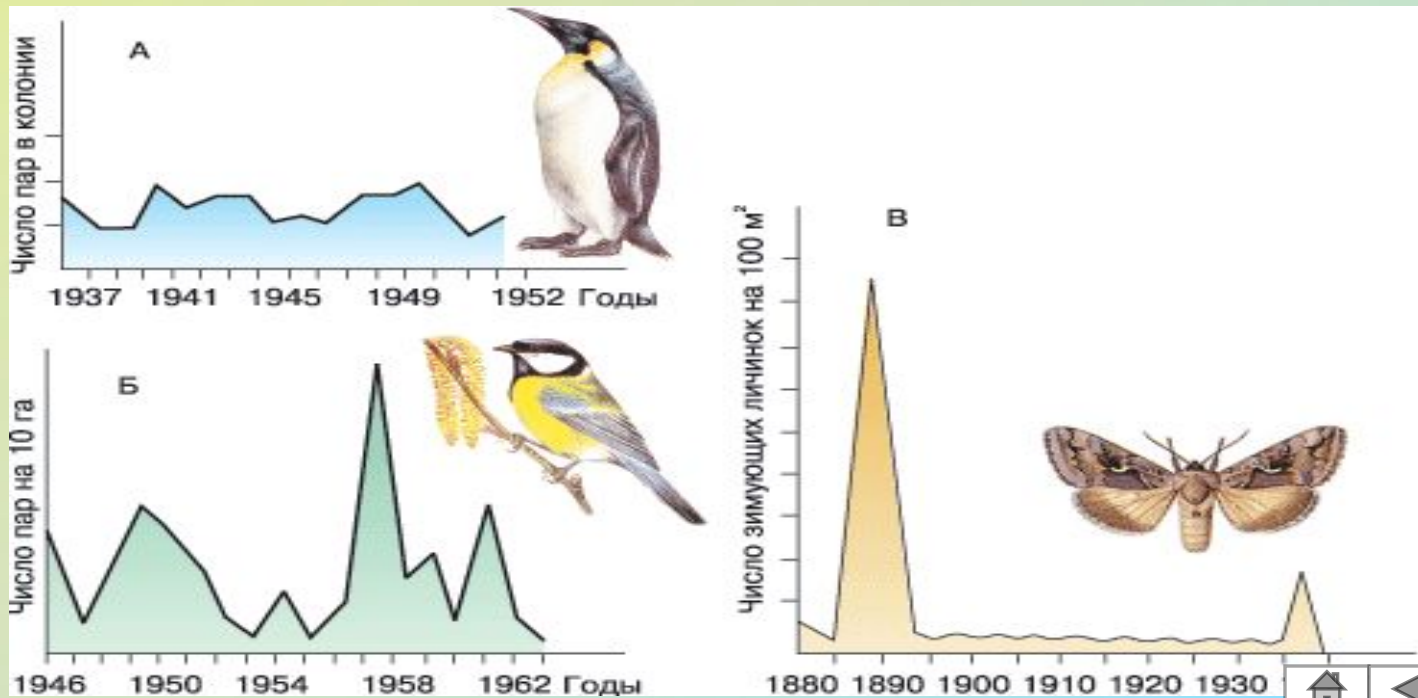 А
Число пар в колонии
1937 1941 1945 1949 1952 Годы
Б
Число пар на 10 га
1946 1950 1954 1958 1962 Годы
В
Число зимующих личинок на 100 м²
1880 1890 1900 1910 1920 1930